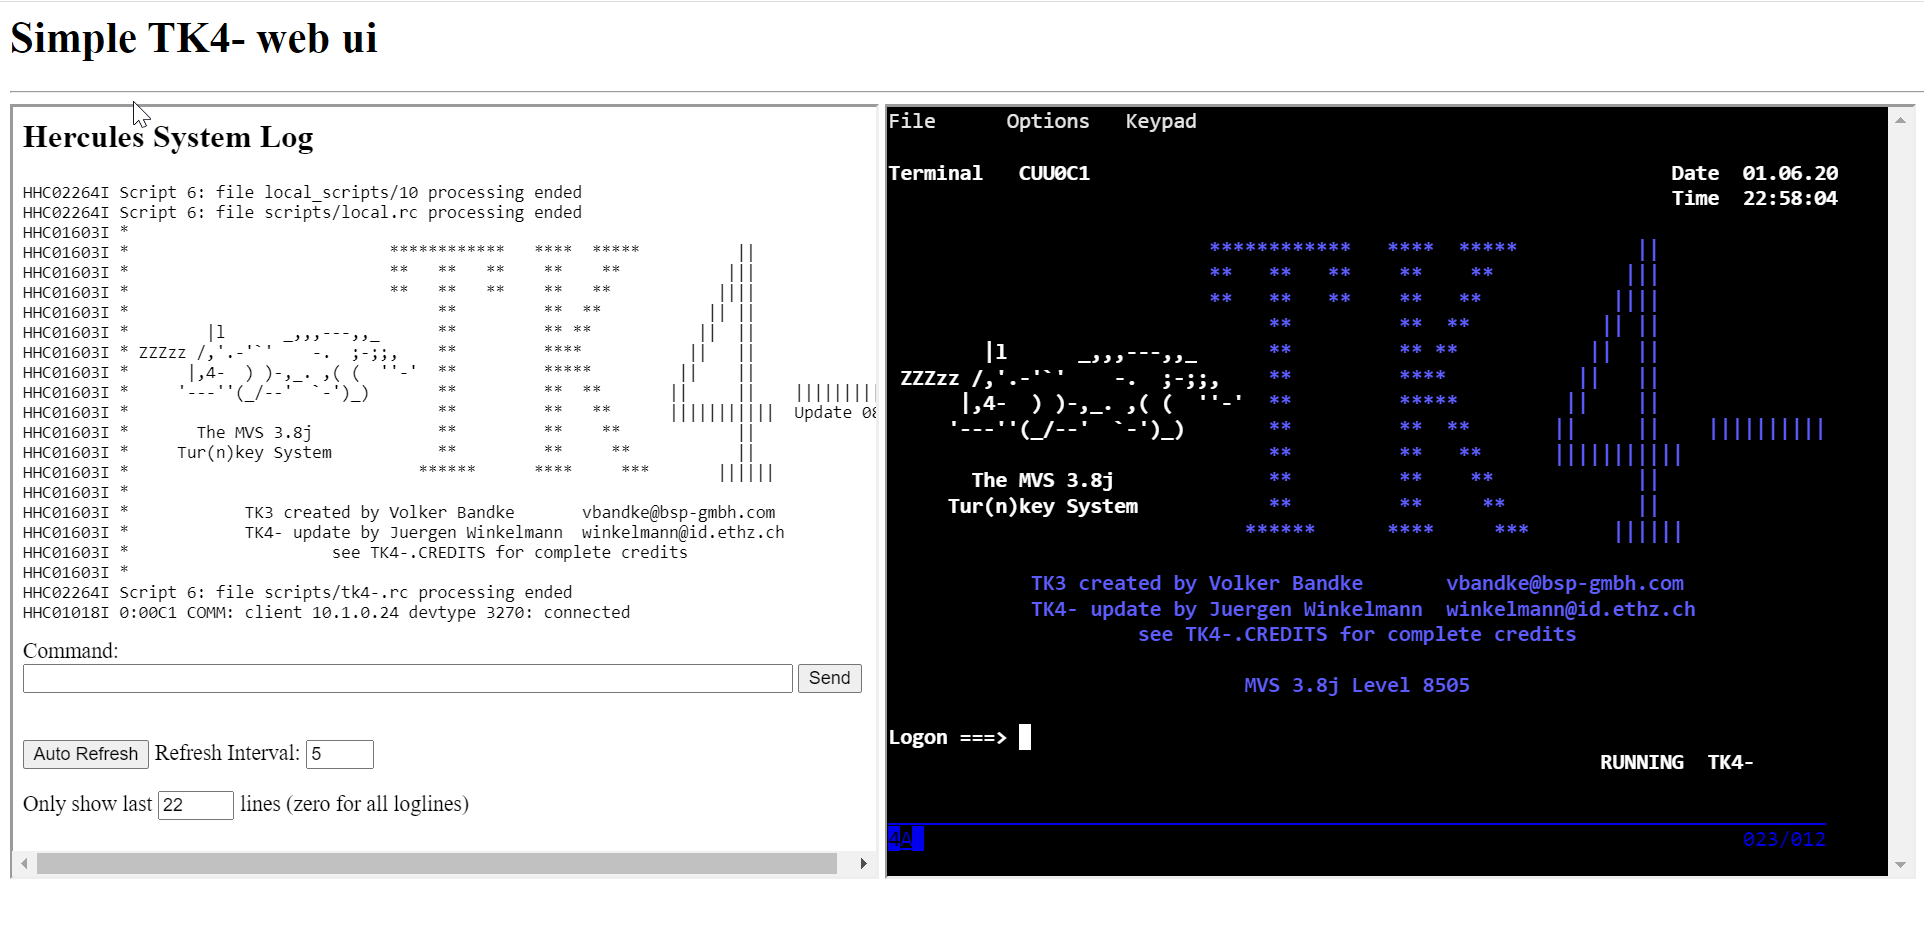 Simple TK4- web ui
Hercules System Log
HHC02264I Script 6: file local_scripts/10 processing ended
HHC02264I Script 6: file scripts/local.rc processing ended
HHC01603I *
HHC01603I *                           ************   ****  *****          ||
HHC01603I *                           **   **   **    **    **           |||
HHC01603I *                           **   **   **    **   **           ||||
HHC01603I *                                **         **  **           || ||
HHC01603I *        |l      _,,,---,,_      **         ** **           ||  ||
HHC01603I * ZZZzz /,'.-'`'    -.  ;-;;,    **         ****           ||   ||
HHC01603I *      |,4-  ) )-,_. ,( (  ''-'  **         *****         ||    ||
HHC01603I *     '---''(_/--'  `-')_)       **         **  **       ||     ||    |||||||||
HHC01603I *                                **         **   **      |||||||||||  Update 08
HHC01603I *       The MVS 3.8j             **         **    **            ||
HHC01603I *     Tur(n)key System           **         **     **           ||
HHC01603I *                              ******      ****     ***       ||||||
HHC01603I *
HHC01603I *            TK3 created by Volker Bandke       vbandke@bsp-gmbh.com
HHC01603I *            TK4- update by Juergen Winkelmann  winkelmann@id.ethz.ch
HHC01603I *                     see TK4-.CREDITS for complete credits
HHC01603I *
HHC02264I Script 6: file scripts/tk4-.rc processing ended
HHC01018I 0:00C1 COMM: client 10.1.0.24 devtype 3270: connected
Command:
Send
Auto Refresh Refresh Interval: 5
Only show last 22 lines (zero for all loglines)
File      Options   Keypad
Terminal   CUU0C1                                                 Date  01.06.20
Time  22:58:04
************   ****  *****          ||
**   **   **    **    **           |||
**   **   **    **   **           ||||
**         **  **           || ||
|l      _,,,---,,_      **         ** **           ||  ||
ZZZzz /,'.-'`'    -.  ;-;;,    **         ****           ||   ||
|,4-  ) )-,_. ,( (  ''-'  **         *****         ||    ||
'---''(_/--'  `-')_)       **         **  **       ||     ||    ||||||||||
**         **   **      |||||||||||
The MVS 3.8j             **         **    **            ||
Tur(n)key System           **         **     **           ||
******      ****     ***       ||||||
TK3 created by Volker Bandke       vbandke@bsp-gmbh.com
TK4- update by Juergen Winkelmann  winkelmann@id.ethz.ch
see TK4-.CREDITS for complete credits
MVS 3.8j Level 8505
Logon ===>
RUNNING  TK4-
4A                                                                     023/012